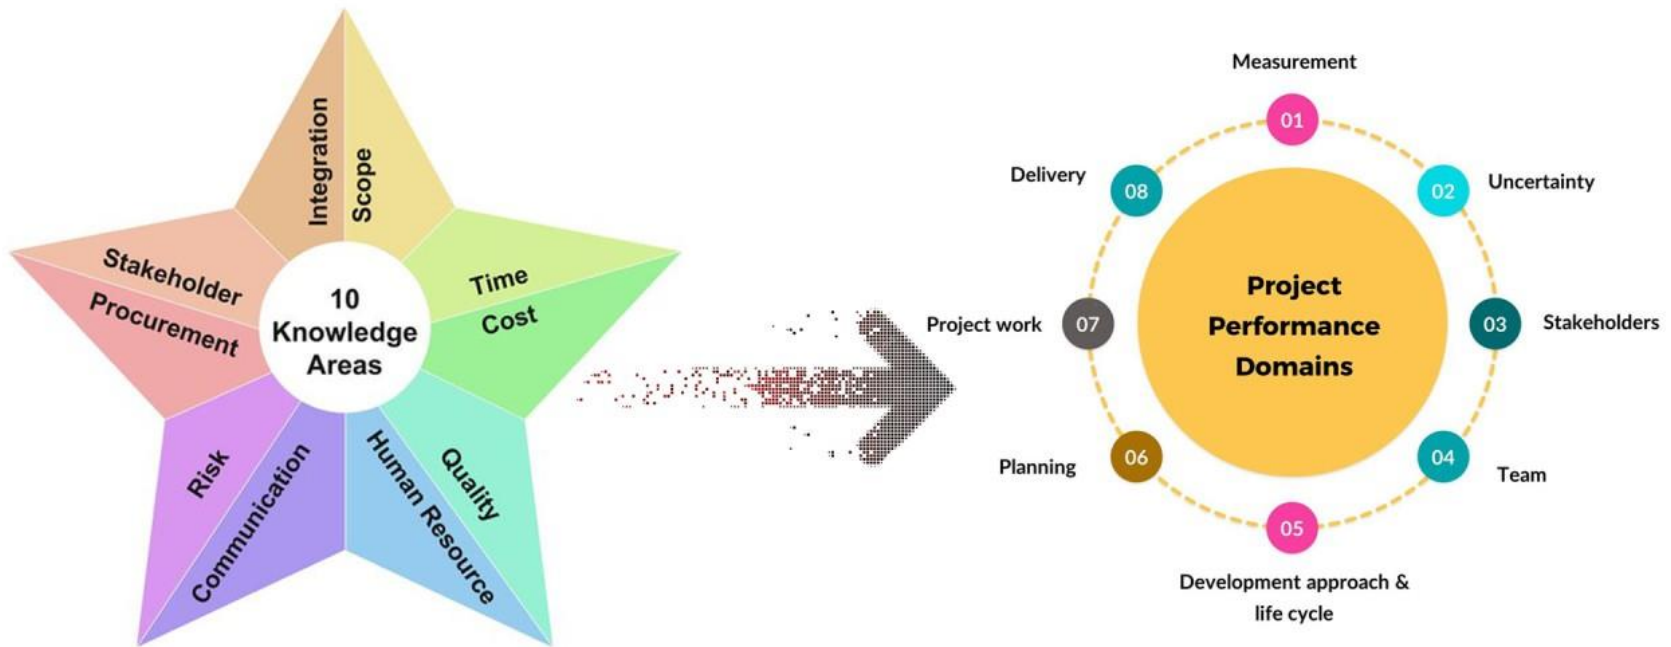 Integration
Scope
Time
Cost
Quality
Human Resource
Communication
Risk
Procurement
Stakeholder
10
Knowledge
Areas
Measurement
01
Uncertainty
02
Stakeholders
03
Team
04
Development approach &
life cycle
05
Planning
06
Project work
07
Delivery
08
Project
Performance
Domains